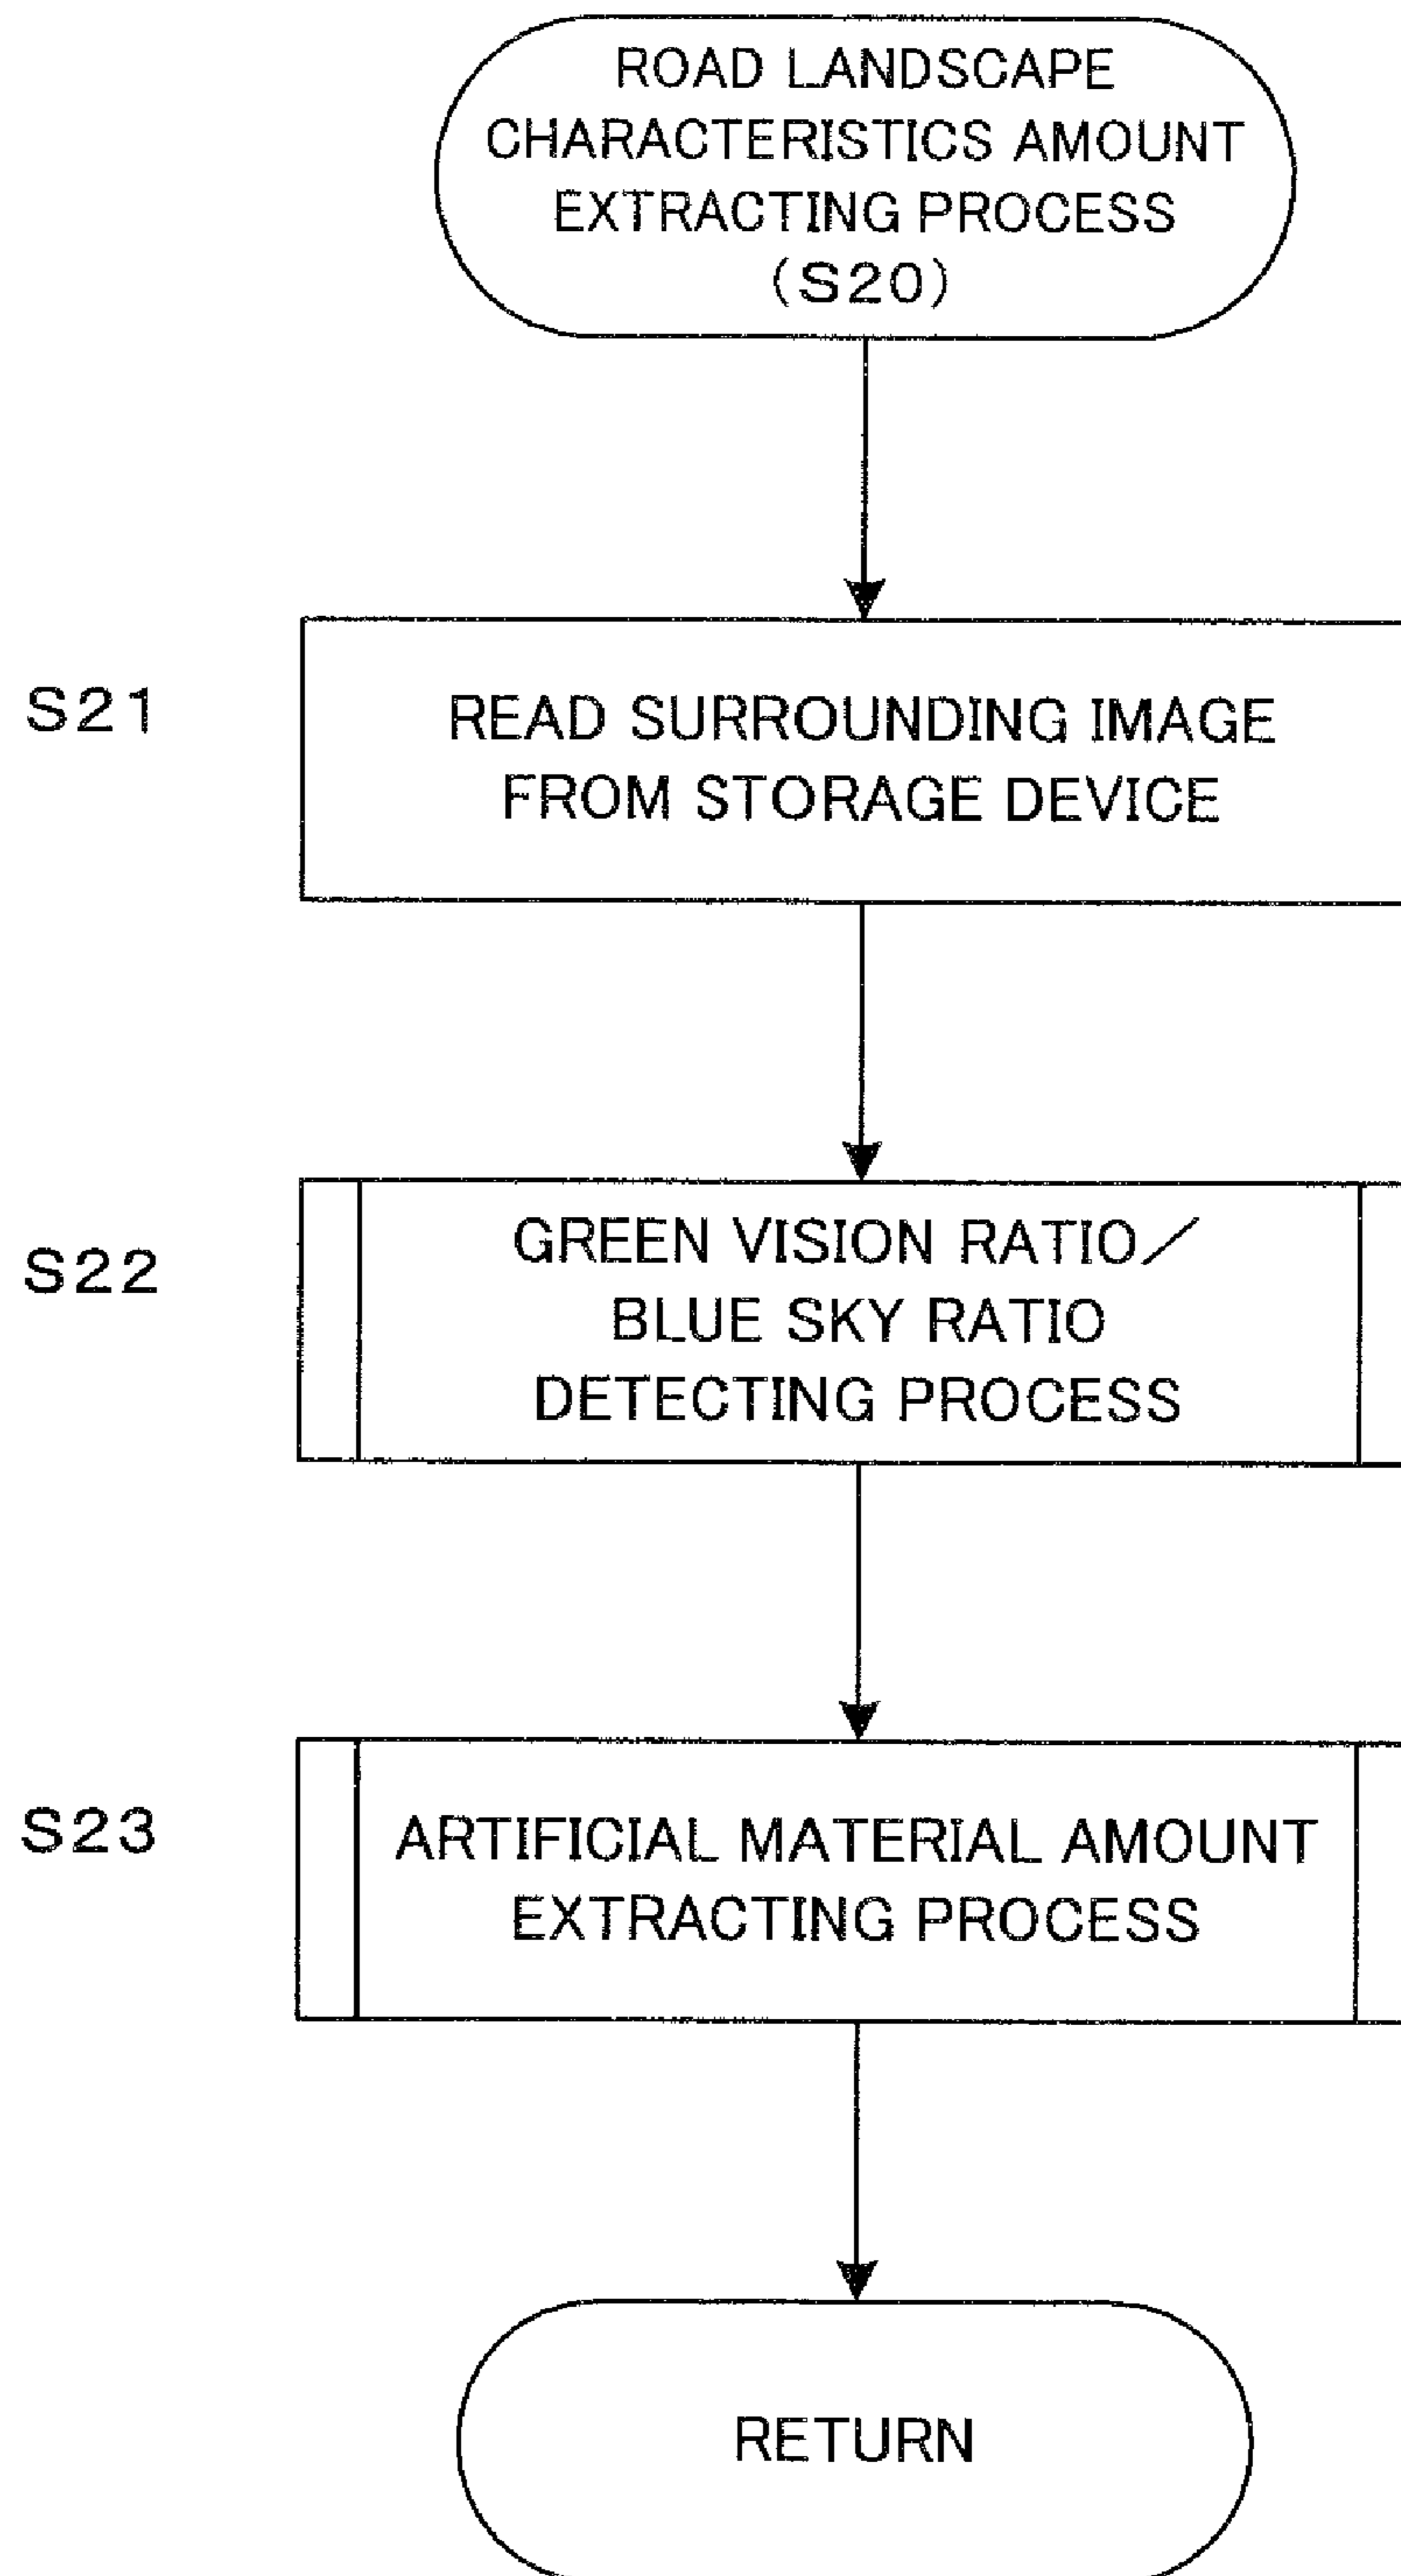 ROAD LANDSCAPE
CHARACTERISTICS AMOUNT
EXTRACTING PROCESS
(S20)
S21
READ SURROUNDING IMAGE
FROM STORAGE DEVICE
S22
GREEN VISION RATIO/
BLUE SKY RATIO
DETECTING PROCESS
S23
ARTIFICIAL MATERIAL AMOUNT
EXTRACTING PROCESS
RETURN